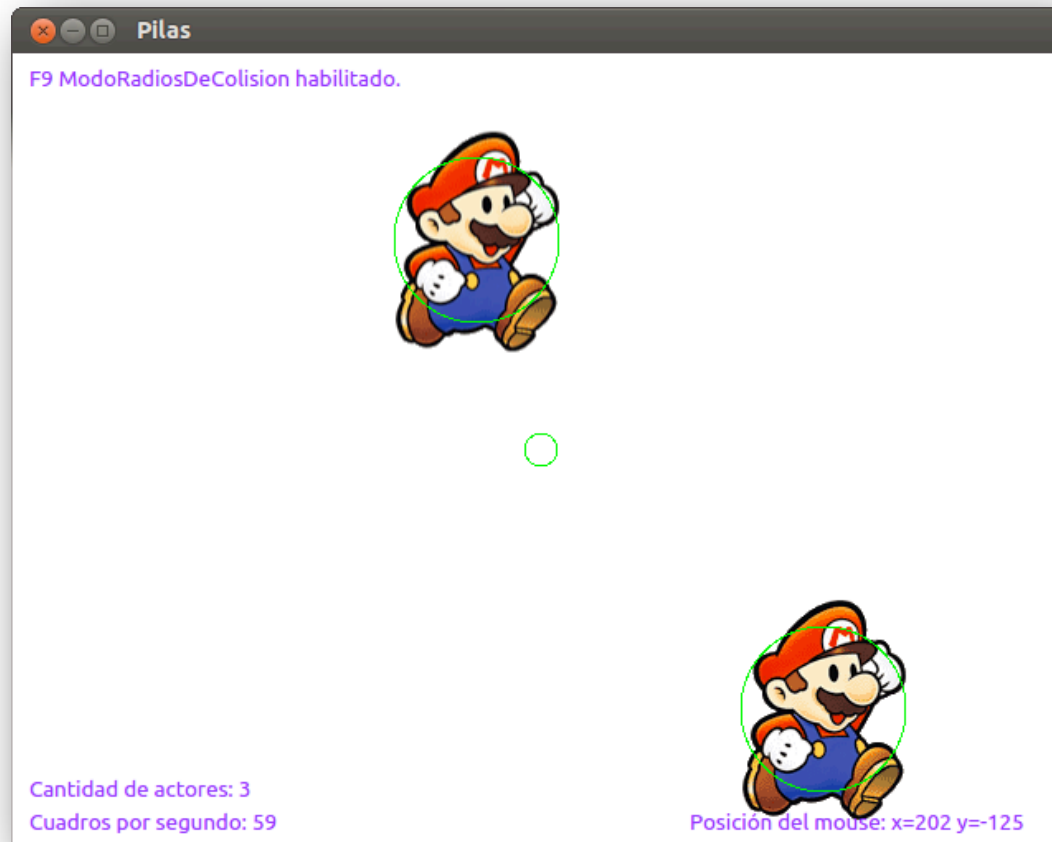 Pilas
F9 ModoRadiosDeColision habilitado.
M
M
Cantidad de actores: 3
Cuadros por segundo: 59
Posición del mouse: x=202 y=-125